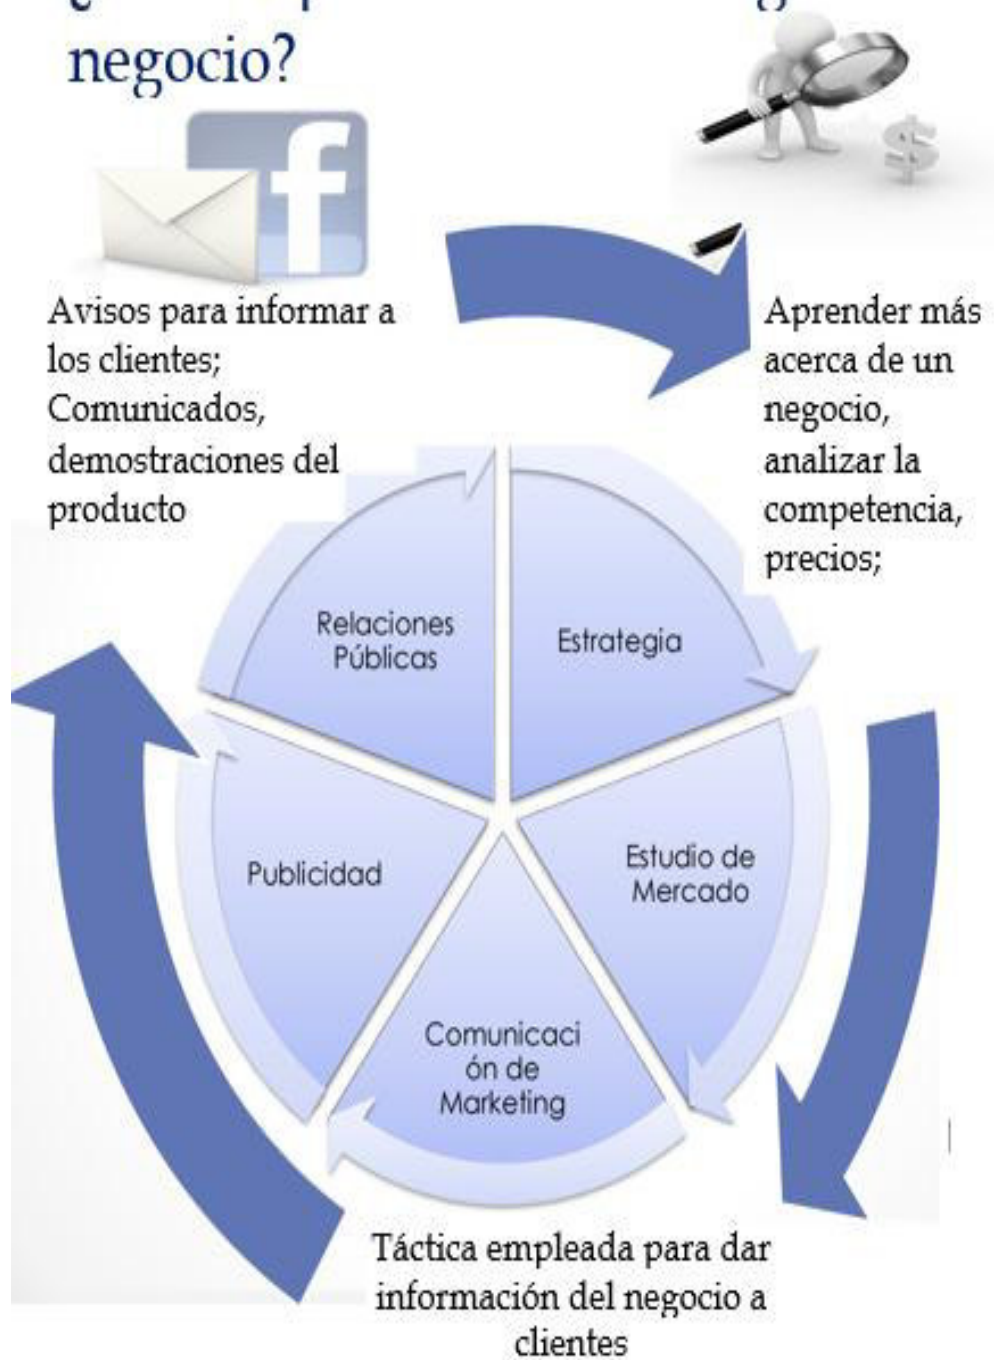 negocio?
f
$
Avisos para informar a
los clientes;
Comunicados,
demostraciones del
producto
Aprender más
acerca de un
negocio,
analizar la
competencia,
precios;
Relaciones
Públicas
Estrategia
Publicidad
Estudio de
Mercado
Comunicaci
ón de
Marketing
Táctica empleada para dar
información del negocio a
clientes